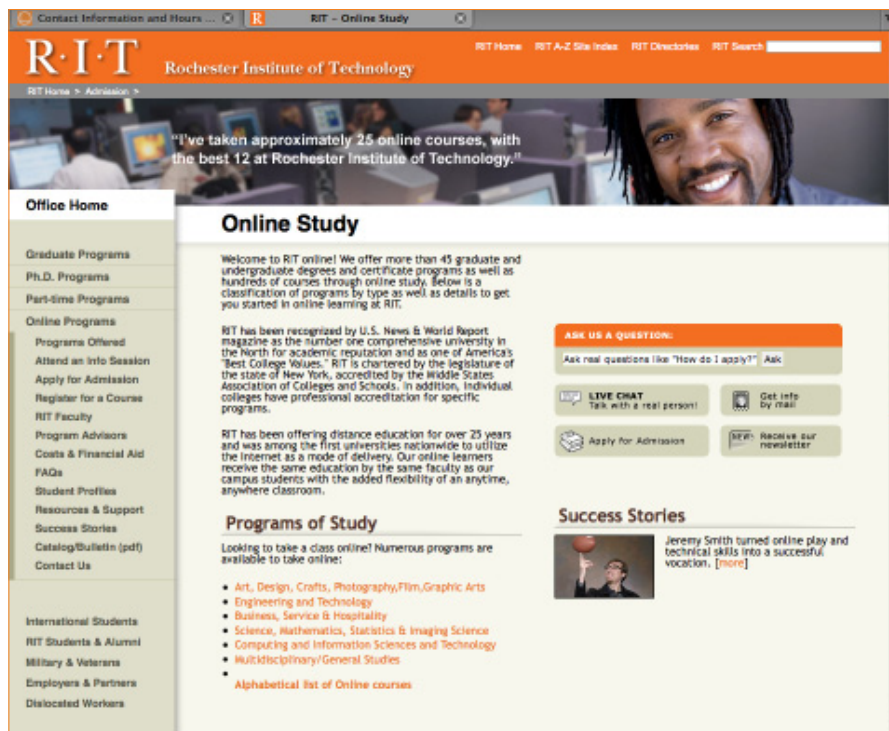 Contact Information and Hours ...
RIT - Online Study
R·I·T
Rochester Institute of Technology
RIT Home
RIT A-Z Site Index
RIT Directories
RIT Search
RIT Home > Admission >
"I've taken approximately 25 online courses, with
the best 12 at Rochester Institute of Technology."
Office Home
Graduate Programs
Ph.D. Programs
Part-time Programs
Online Programs
Programs Offered
Attend an Info Session
Apply for Admission
Register for a Course
RIT Faculty
Program Advisors
Costs & Financial Aid
FAQs
Student Profiles
Resources & Support
Success Stories
Catalog/Bulletin (pdf)
Contact Us
International Students
RIT Students & Alumni
Military & Veterans
Employers & Partners
Dislocated Workers
Online Study
Welcome to RIT online! We offer more than 45 graduate and
undergraduate degrees and certificate programs as well as
hundreds of courses through online study. Below is a
classification of programs by type as well as details to get
you started in online learning at RIT.
RIT has been recognized by U.S. News & World Report
magazine as the number one comprehensive university in
the North for academic reputation and as one of America's
"Best College Values." RIT is chartered by the legislature of
the state of New York, accredited by the Middle States
Association of Colleges and Schools. In addition, individual
colleges have professional accreditation for specific
programs.
RIT has been offering distance education for over 25 years
and was among the first universities nationwide to utilize
the Internet as a mode of delivery. Our online learners
receive the same education by the same faculty as our
campus students with the added flexibility of an anytime,
anywhere classroom.
Programs of Study
Looking to take a class online? Numerous programs are
available to take online:
• Art, Design, Crafts, Photography,Film,Graphic Arts
• Engineering and Technology
• Business, Service & Hospitality
• Science, Mathematics, Statistics & Imaging Science
• Computing and Information Sciences and Technology
• Multidisciplinary/General Studies
•
Alphabetical list of Online courses
ASK US A QUESTION:
Ask real questions like "How do I apply?" Ask
LIVE CHAT
Talk with a real person!
Get info
by mail
Apply for Admission
NEWS
Receive our
newsletter
Success Stories
Jeremy Smith turned online play and
technical skills into a successful
vocation. [more]